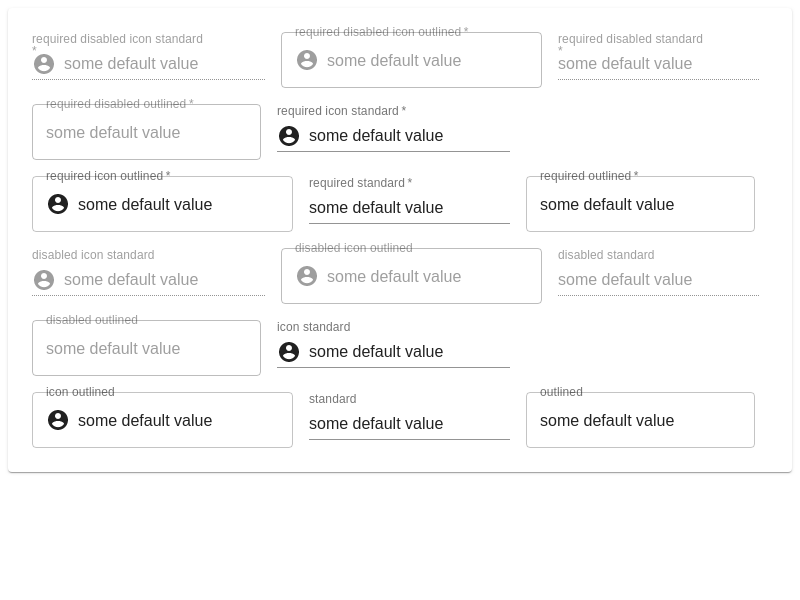 required disabled icon standard * required disabled icon outlined * required disabled standard *
some default value some default value some default value
required disabled outlined * required icon standard *
some default value some default value
required icon outlined * required standard * required outlined *
some default value some default value some default value
disabled icon standard disabled icon outlined disabled standard
some default value some default value some default value
disabled outlined icon standard
some default value some default value
icon outlined standard outlined
some default value some default value some default value